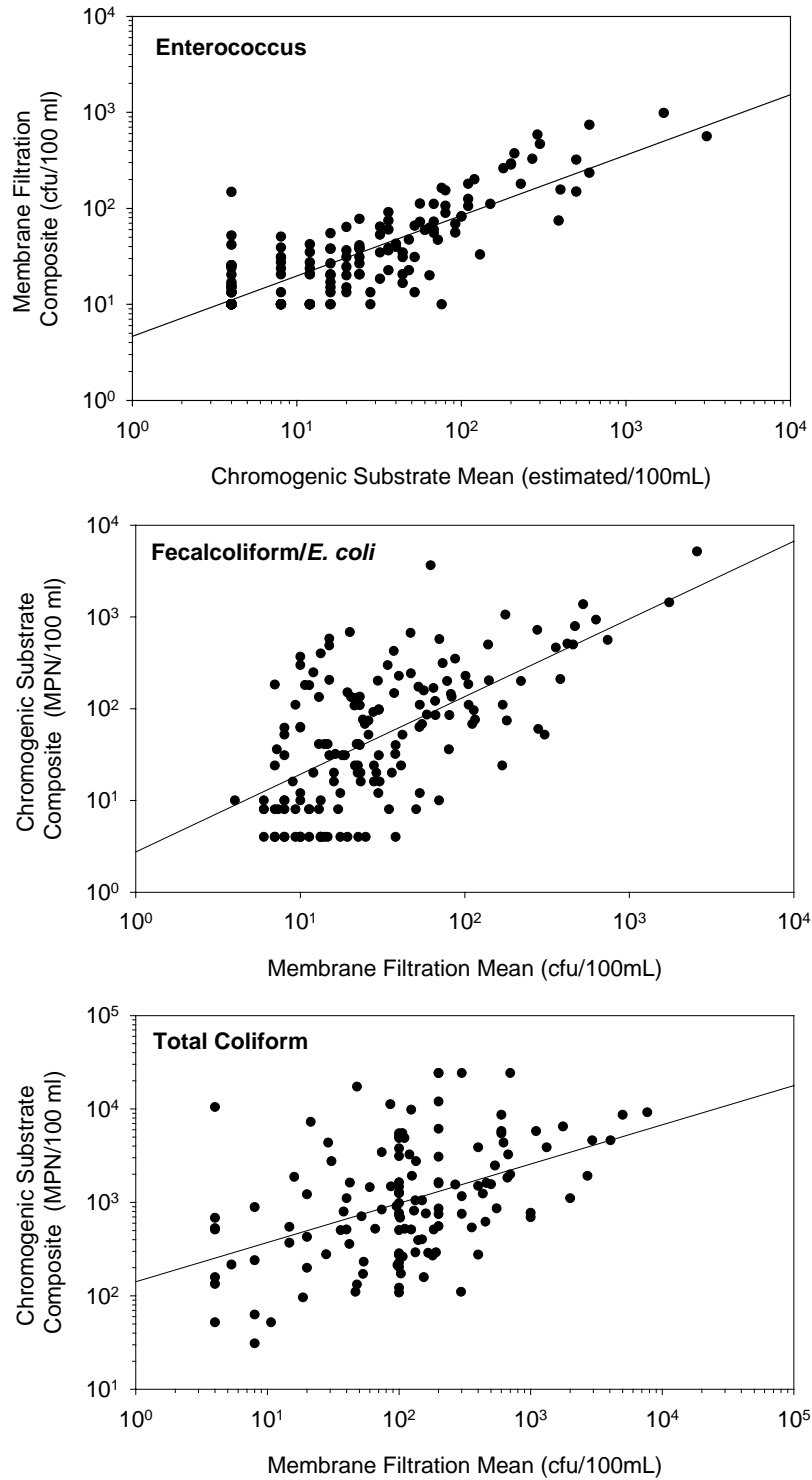 Enterococcus
Membrane Filtration
Composite (cfu/100 ml)
10^4
10^3
10^2
10^1
10^0
10^0 10^1 10^2 10^3 10^4
Chromogenic Substrate Mean (estimated/100mL)
Fecalcoliform/E. coli
Chromogenic Substrate
Composite (MPN/100 ml)
10^4
10^3
10^2
10^1
10^0
10^0 10^1 10^2 10^3 10^4
Membrane Filtration Mean (cfu/100mL)
Total Coliform
Chromogenic Substrate
Composite (MPN/100 ml)
10^5
10^4
10^3
10^2
10^1
10^0 10^1 10^2 10^3 10^4 10^5
Membrane Filtration Mean (cfu/100mL)